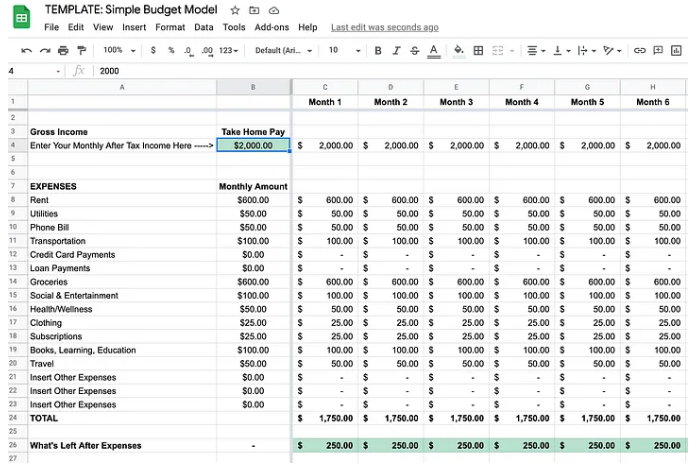 TEMPLATE: Simple Budget Model
File Edit View Insert Format Data Tools Add-ons Help Last edit was seconds ago
100% $ % .0 .00 123 Default (Ari... 10 B I S A
4 fx 2000
A B C D E F G H
1 Month 1 Month 2 Month 3 Month 4 Month 5 Month 6
2
3 Gross Income Take Home Pay
4 Enter Your Monthly After Tax Income Here -----> $2,000.00 $ 2,000.00 $ 2,000.00 $ 2,000.00 $ 2,000.00 $ 2,000.00 $ 2,000.00
5
6
7 EXPENSES Monthly Amount
8 Rent $600.00 $ 600.00 $ 600.00 $ 600.00 $ 600.00 $ 600.00 $ 600.00
9 Utilities $50.00 $ 50.00 $ 50.00 $ 50.00 $ 50.00 $ 50.00 $ 50.00
10 Phone Bill $50.00 $ 50.00 $ 50.00 $ 50.00 $ 50.00 $ 50.00 $ 50.00
11 Transportation $100.00 $ 100.00 $ 100.00 $ 100.00 $ 100.00 $ 100.00 $ 100.00
12 Credit Card Payments $0.00 $ - $ - $ - $ - $ - $ -
13 Loan Payments $0.00 $ - $ - $ - $ - $ - $ -
14 Groceries $600.00 $ 600.00 $ 600.00 $ 600.00 $ 600.00 $ 600.00 $ 600.00
15 Social & Entertainment $100.00 $ 100.00 $ 100.00 $ 100.00 $ 100.00 $ 100.00 $ 100.00
16 Health/Wellness $50.00 $ 50.00 $ 50.00 $ 50.00 $ 50.00 $ 50.00 $ 50.00
17 Clothing $25.00 $ 25.00 $ 25.00 $ 25.00 $ 25.00 $ 25.00 $ 25.00
18 Subscriptions $25.00 $ 25.00 $ 25.00 $ 25.00 $ 25.00 $ 25.00 $ 25.00
19 Books, Learning, Education $100.00 $ 100.00 $ 100.00 $ 100.00 $ 100.00 $ 100.00 $ 100.00
20 Travel $50.00 $ 50.00 $ 50.00 $ 50.00 $ 50.00 $ 50.00 $ 50.00
21 Insert Other Expenses $0.00 $ - $ - $ - $ - $ - $ -
22 Insert Other Expenses $0.00 $ - $ - $ - $ - $ - $ -
23 Insert Other Expenses $0.00 $ - $ - $ - $ - $ - $ -
24 TOTAL $ 1,750.00 $ 1,750.00 $ 1,750.00 $ 1,750.00 $ 1,750.00 $ 1,750.00
25
26 What's Left After Expenses - $ 250.00 $ 250.00 $ 250.00 $ 250.00 $ 250.00 $ 250.00
27